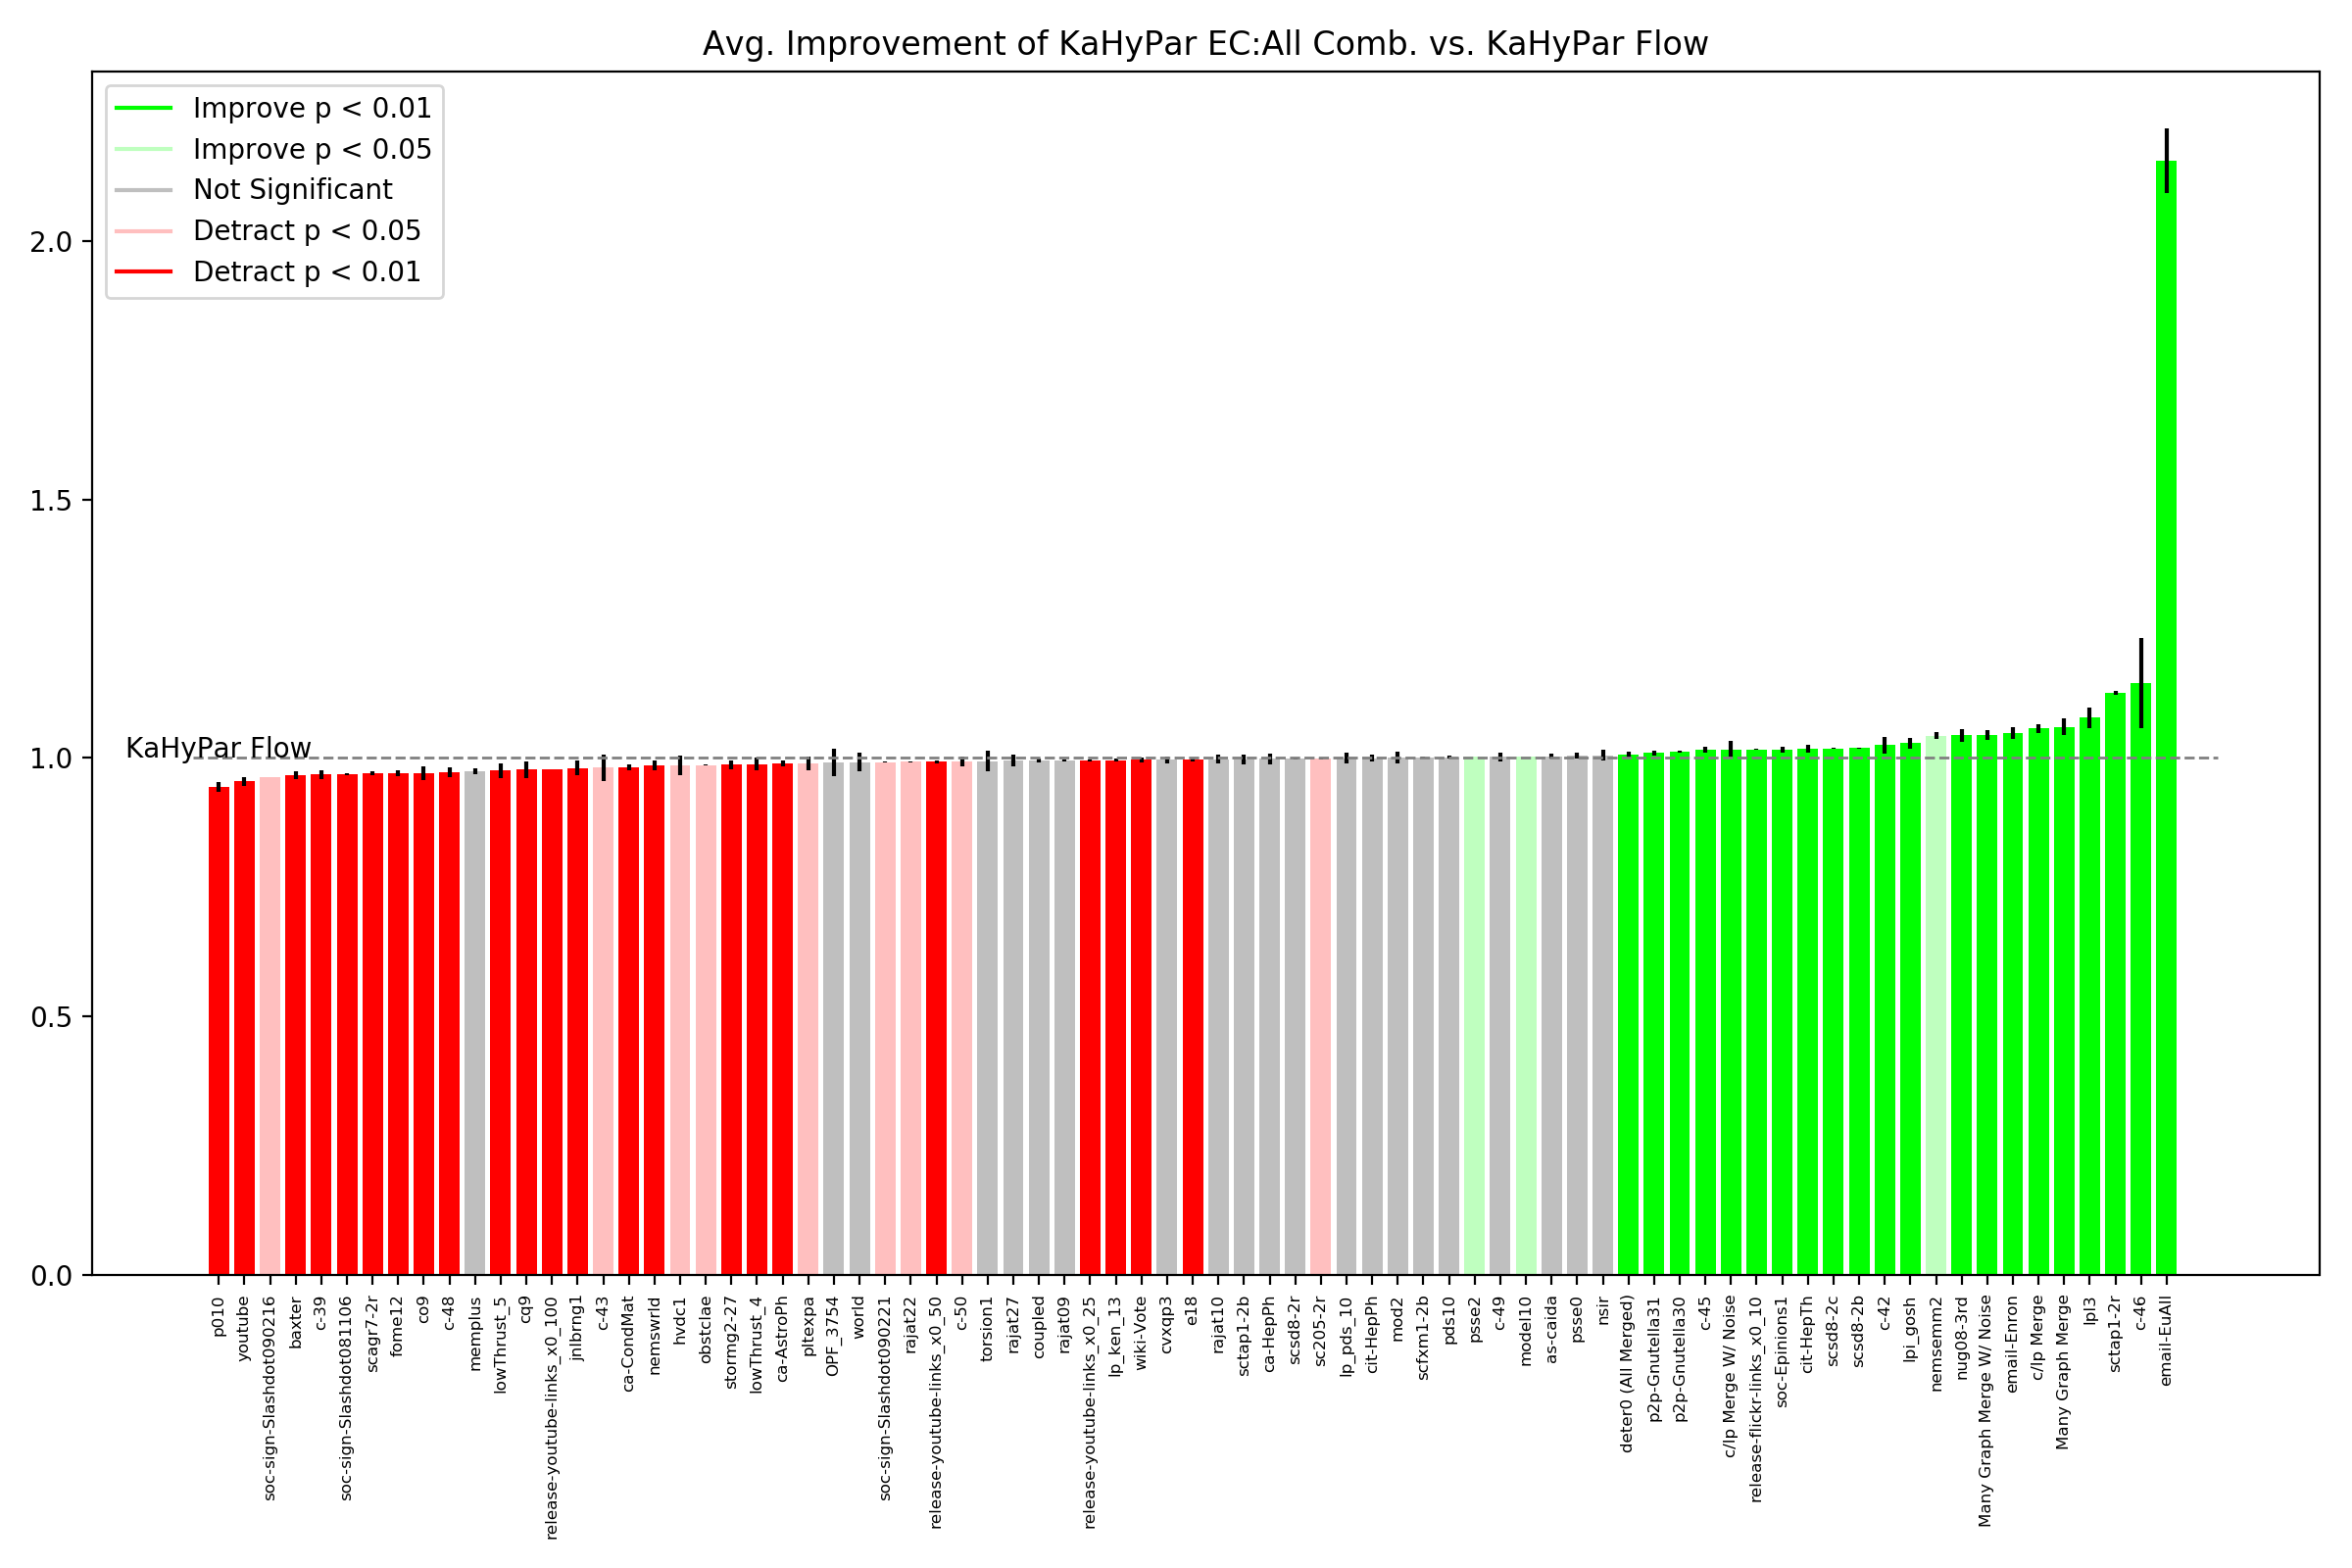 Avg. Improvement of KaHyPar EC:All Comb. vs. KaHyPar Flow
Improve p < 0.01
Improve p < 0.05
Not Significant
Detract p < 0.05
Detract p < 0.01
2.0
1.5
1.0
0.5
0.0
KaHyPar Flow
p010
youtube
soc-sign-Slashdot090216
baxter
c-39
soc-sign-Slashdot081106
scagr7-2r
fome12
co9
c-48
memplus
lowThrust_5
cq9
release-youtube-links_x0_100
jnlbrng1
c-43
ca-CondMat
nemswrld
hvdc1
obstclae
stormg2-27
lowThrust_4
ca-AstroPh
pltexpa
OPF_3754
world
soc-sign-Slashdot090221
rajat22
release-youtube-links_x0_50
c-50
torsion1
rajat27
coupled
rajat09
release-youtube-links_x0_25
lp_ken_13
wiki-Vote
cvxqp3
e18
rajat10
sctap1-2b
ca-HepPh
scsd8-2r
sc205-2r
lp_pds_10
cit-HepPh
mod2
scfxm1-2b
pds10
psse2
c-49
model10
as-caida
psse0
nsir
deter0 (All Merged)
p2p-Gnutella31
p2p-Gnutella30
c-45
c/lp Merge W/ Noise
release-flickr-links_x0_10
soc-Epinions1
cit-HepTh
scsd8-2c
scsd8-2b
c-42
lpi_gosh
nemsemm2
nug08-3rd
Many Graph Merge W/ Noise
email-Enron
c/lp Merge
Many Graph Merge
lpl3
sctap1-2r
c-46
email-EuAll